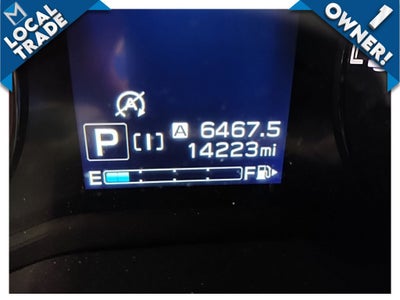 M
LOCAL
TRADE
1
OWNER!
A
P [I] A 6467.5
14223mi
E F